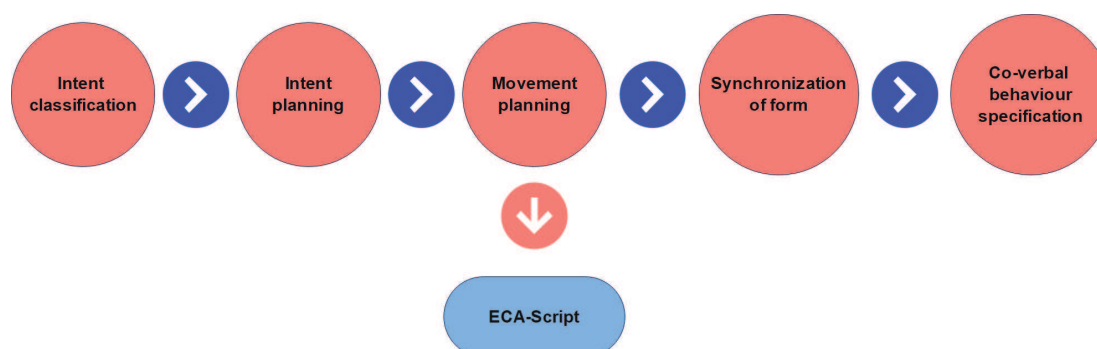 Intent
classification
Intent
planning
Movement
planning
Synchronization
of form
Co-verbal
behaviour
specification
ECA-Script